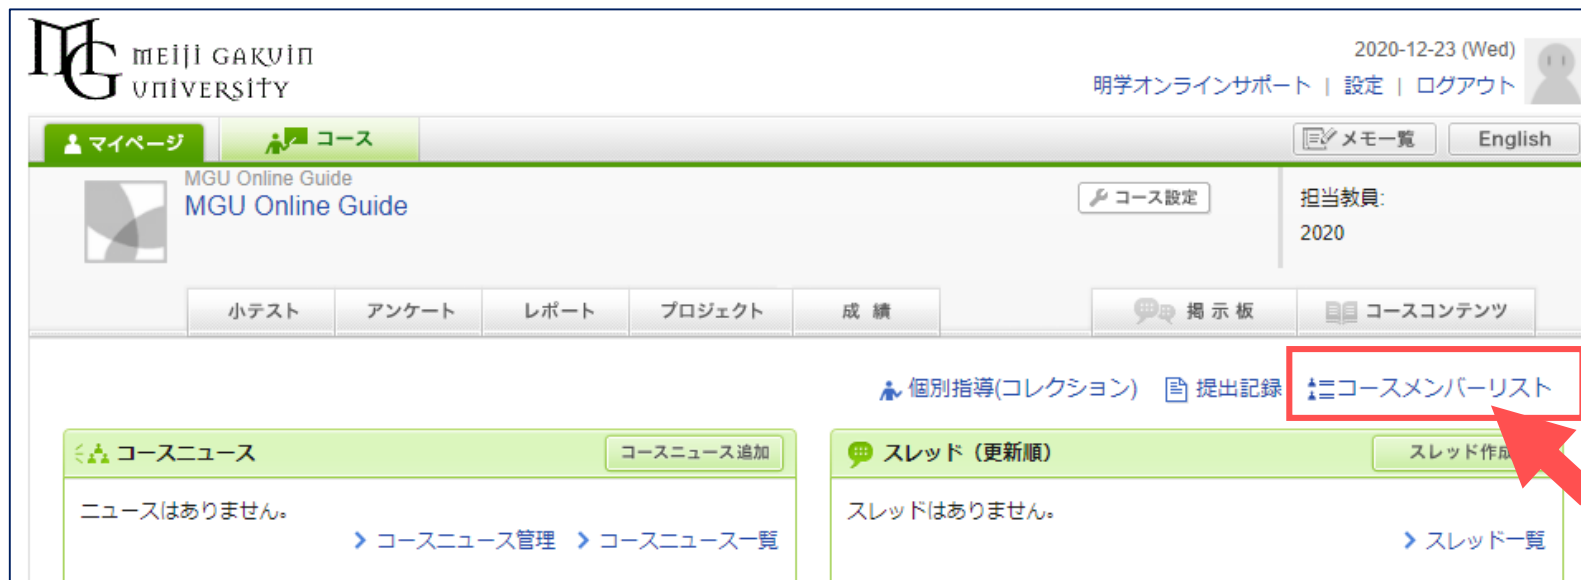 MG MEIJI GAKUIN
UNIVERSITY
2020-12-23 (Wed)
明学オンラインサポート | 設定 | ログアウト
マイページ コース メモ一覧 English
MGU Online Guide
MGU Online Guide
コース設定
担当教員:
2020
小テスト アンケート レポート プロジェクト 成績 掲示板 コースコンテンツ
個別指導(コレクション) 提出記録 コースメンバーリスト
コースニュース コースニュース追加
スレッド（更新順） スレッド作成
ニュースはありません。
コースニュース管理 コースニュース一覧
スレッドはありません。
スレッド一覧